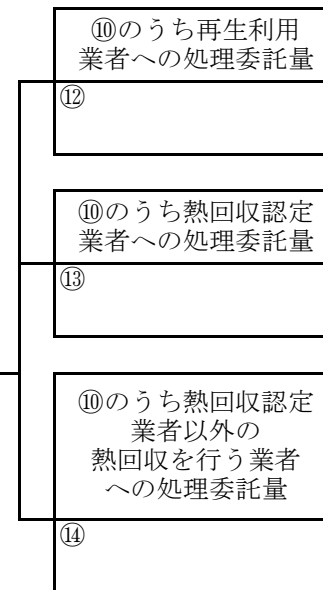 ⑩のうち再生利用
業者への処理委託量
⑫
⑩のうち熱回収認定
業者への処理委託量
⑬
⑩のうち熱回収認定
業者以外の
熱回収を行う業者
への処理委託量
⑭